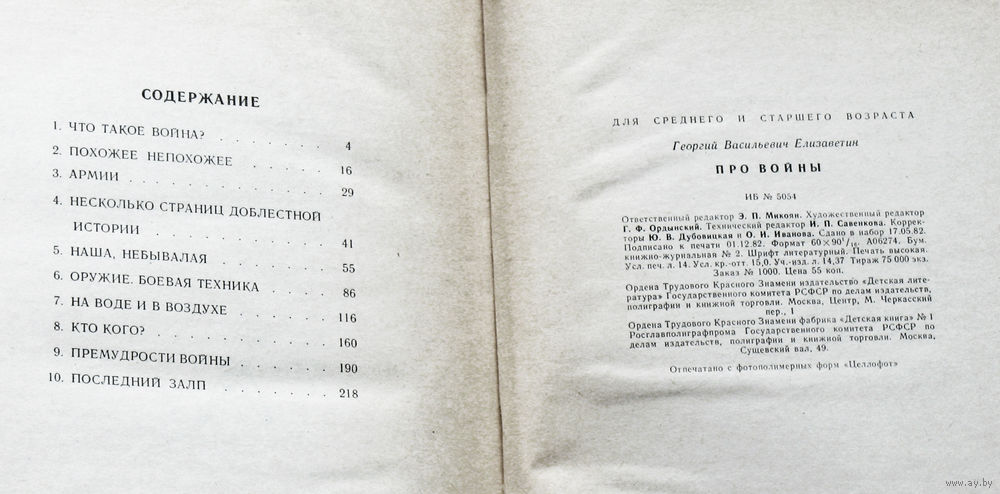 СОДЕРЖАНИЕ
1. ЧТО ТАКОЕ ВОЙНА? . . . . . . . 4
2. ПОХОЖЕЕ НЕПОХОЖЕЕ . . . . . 16
3. АРМИИ . . . . . . . . . . . . 29
4. НЕСКОЛЬКО СТРАНИЦ ДОБЛЕСТНОЙ
ИСТОРИИ . . . . . . . . . . . 41
5. НАША, НЕБЫВАЛАЯ . . . . . . . 55
6. ОРУЖИЕ. БОЕВАЯ ТЕХНИКА . . . . 86
7. НА ВОДЕ И В ВОЗДУХЕ . . . . . . 116
8. КТО КОГО? . . . . . . . . . . 160
9. ПРЕМУДРОСТИ ВОЙНЫ . . . . . . 190
10. ПОСЛЕДНИЙ ЗАЛП . . . . . . . 218
ДЛЯ СРЕДНЕГО И СТАРШЕГО ВОЗРАСТА
Георгий Васильевич Елизаветин
ПРО ВОЙНЫ
ИБ № 5054
Ответственный редактор Э. П. Микоян. Художественный редактор
Г. Ф. Ордынский. Технический редактор И. П. Савенкова. Коррек-
торы Ю. В. Дубовицкая и О. И. Иванова. Сдано в набор 17.05.82.
Подписано к печати 01.12.82. Формат 60×90¹/₁₆. А06274. Бум.
книжно-журнальная № 2. Шрифт литературный. Печать высокая.
Усл. печ. л. 14. Усл. кр.-отт. 15,0. Уч.-изд. л. 14,37 Тираж 75 000 экз.
Заказ № 1000. Цена 55 коп.
Ордена Трудового Красного Знамени издательство «Детская лите-
ратура» Государственного комитета РСФСР по делам издательств,
полиграфии и книжной торговли. Москва, Центр, М. Черкасский
пер., 1
Ордена Трудового Красного Знамени фабрика «Детская книга» № 1
Росглавполиграфпрома Государственного комитета РСФСР по
делам издательств, полиграфии и книжной торговли. Москва,
Сущевский вал, 49.
Отпечатано с фотополимерных форм «Целлофот»
www.ay.by